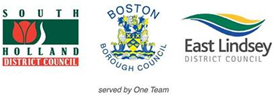 SOUTH
HOLLAND
DISTRICT COUNCIL
BOSTON
BOROUGH COUNCIL
East Lindsey
DISTRICT COUNCIL
served by One Team